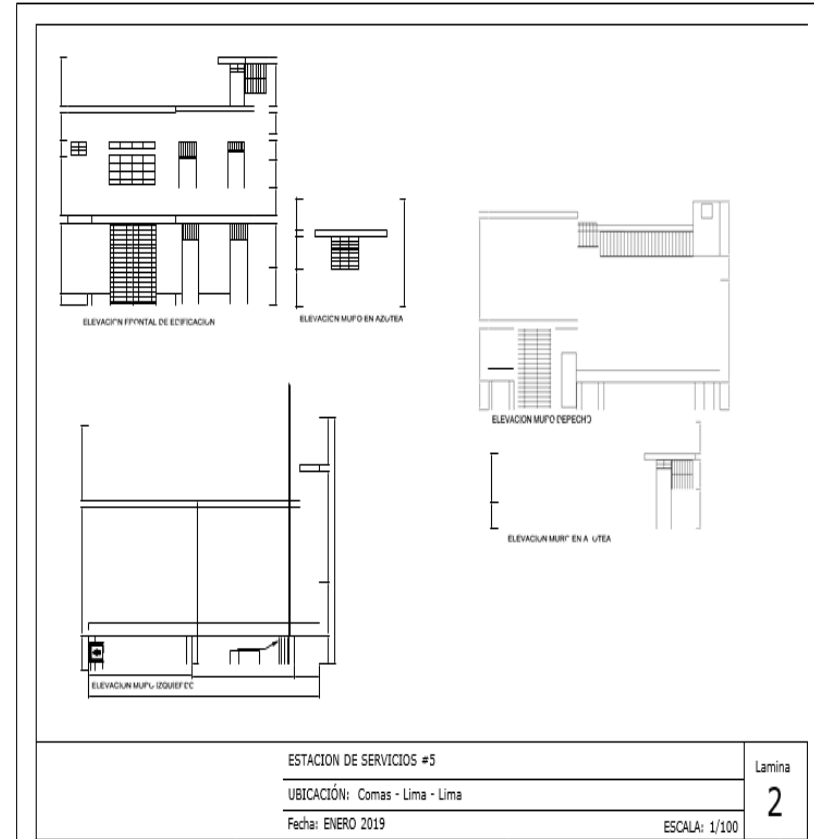 ELEVACION FRONTAL DE EDIFICACION
ELEVACION MURO EN AZOTEA
ELEVACION MURO DERECHO
ELEVACION MURO EN A OTEA
ELEVACION MURO IZQUIERDO
ESTACION DE SERVICIOS #5
UBICACIÓN: Comas - Lima - Lima
Fecha: ENERO 2019
ESCALA: 1/100
Lamina
2